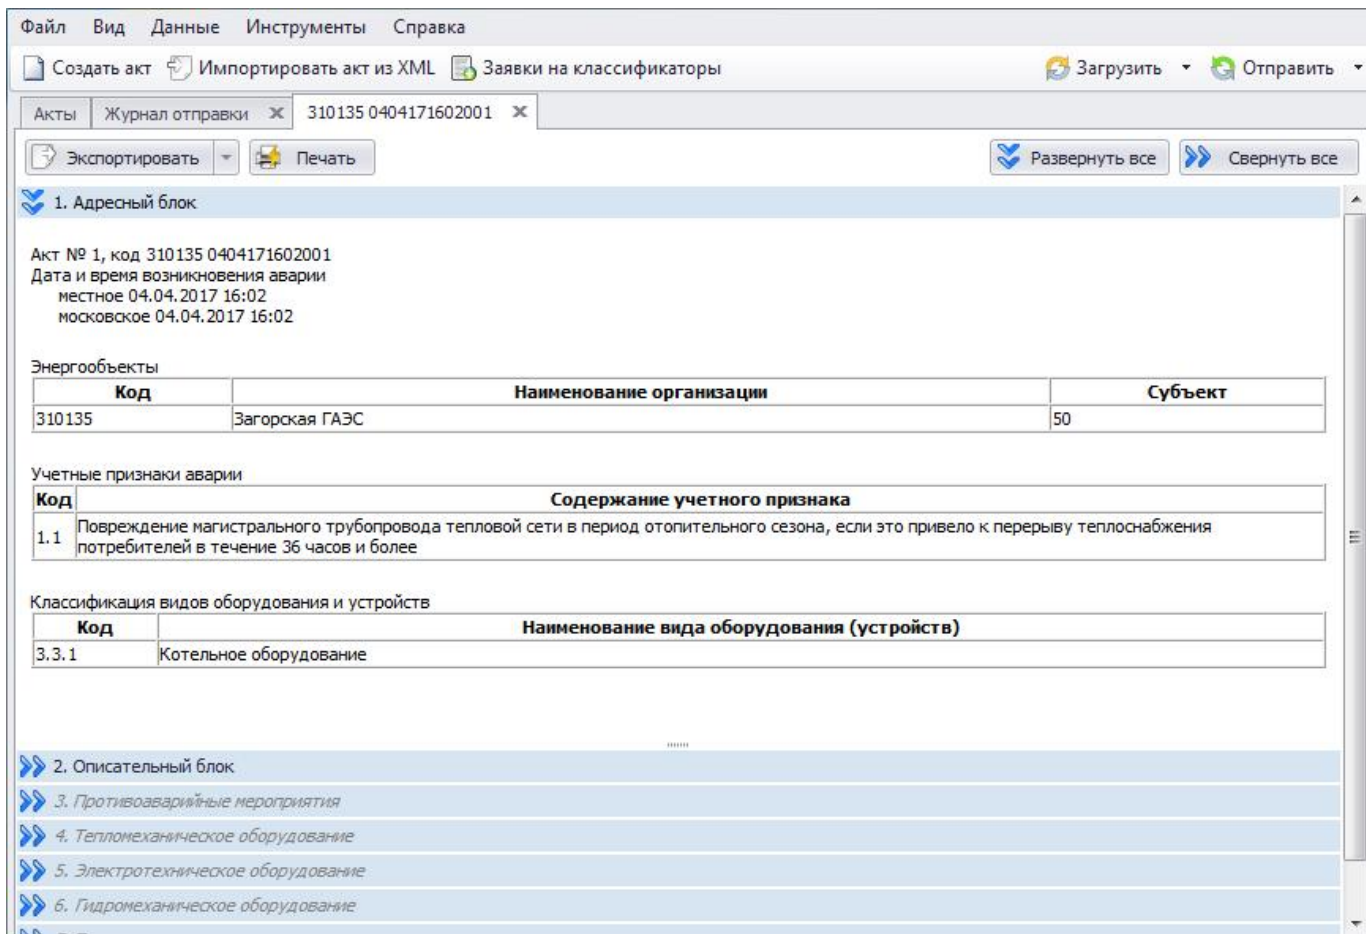 Файл Вид Данные Инструменты Справка
Создать акт Импортировать акт из XML Заявки на классификаторы Загрузить Отправить
Акты Журнал отправки 310135 0404171602001
Экспортировать Печать Развернуть все Свернуть все
1. Адресный блок
Акт № 1, код 310135 0404171602001
Дата и время возникновения аварии
местное 04.04.2017 16:02
московское 04.04.2017 16:02
Энергообъекты
Код Наименование организации Субъект
310135 Загорская ГАЭС 50
Учетные признаки аварии
Код Содержание учетного признака
1.1 Повреждение магистрального трубопровода тепловой сети в период отопительного сезона, если это привело к перерыву теплоснабжения
потребителей в течение 36 часов и более
Классификация видов оборудования и устройств
Код Наименование вида оборудования (устройств)
3.3.1 Котельное оборудование
2. Описательный блок
3. Противоаварийные мероприятия
4. Тепломеханическое оборудование
5. Электротехническое оборудование
6. Гидромеханическое оборудование